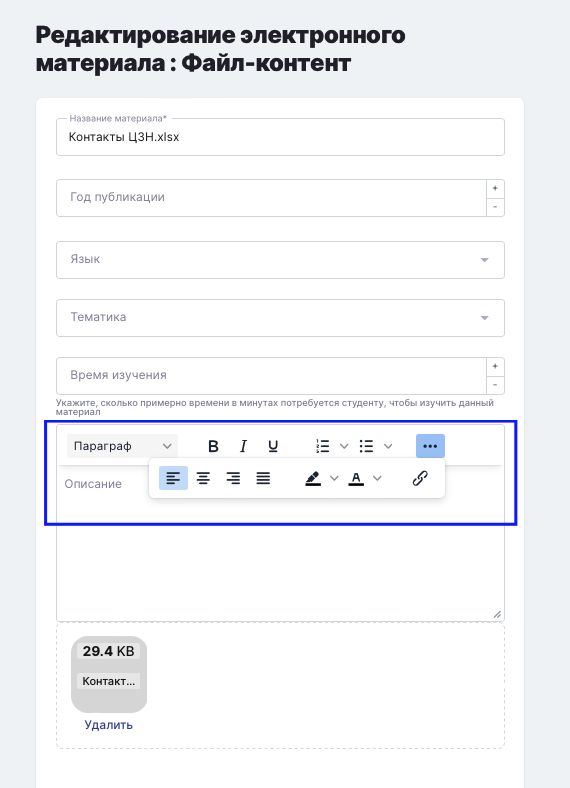 Редактирование электронного
материала : Файл-контент
Название материала*
Контакты ЦЗН.xlsx
Год публикации
+
-
Язык
Тематика
Время изучения
+
-
Укажите, сколько примерно времени в минутах потребуется студенту, чтобы изучить данный
материал
Параграф
B I U
A
Описание
29.4 KB
Контакт...
Удалить